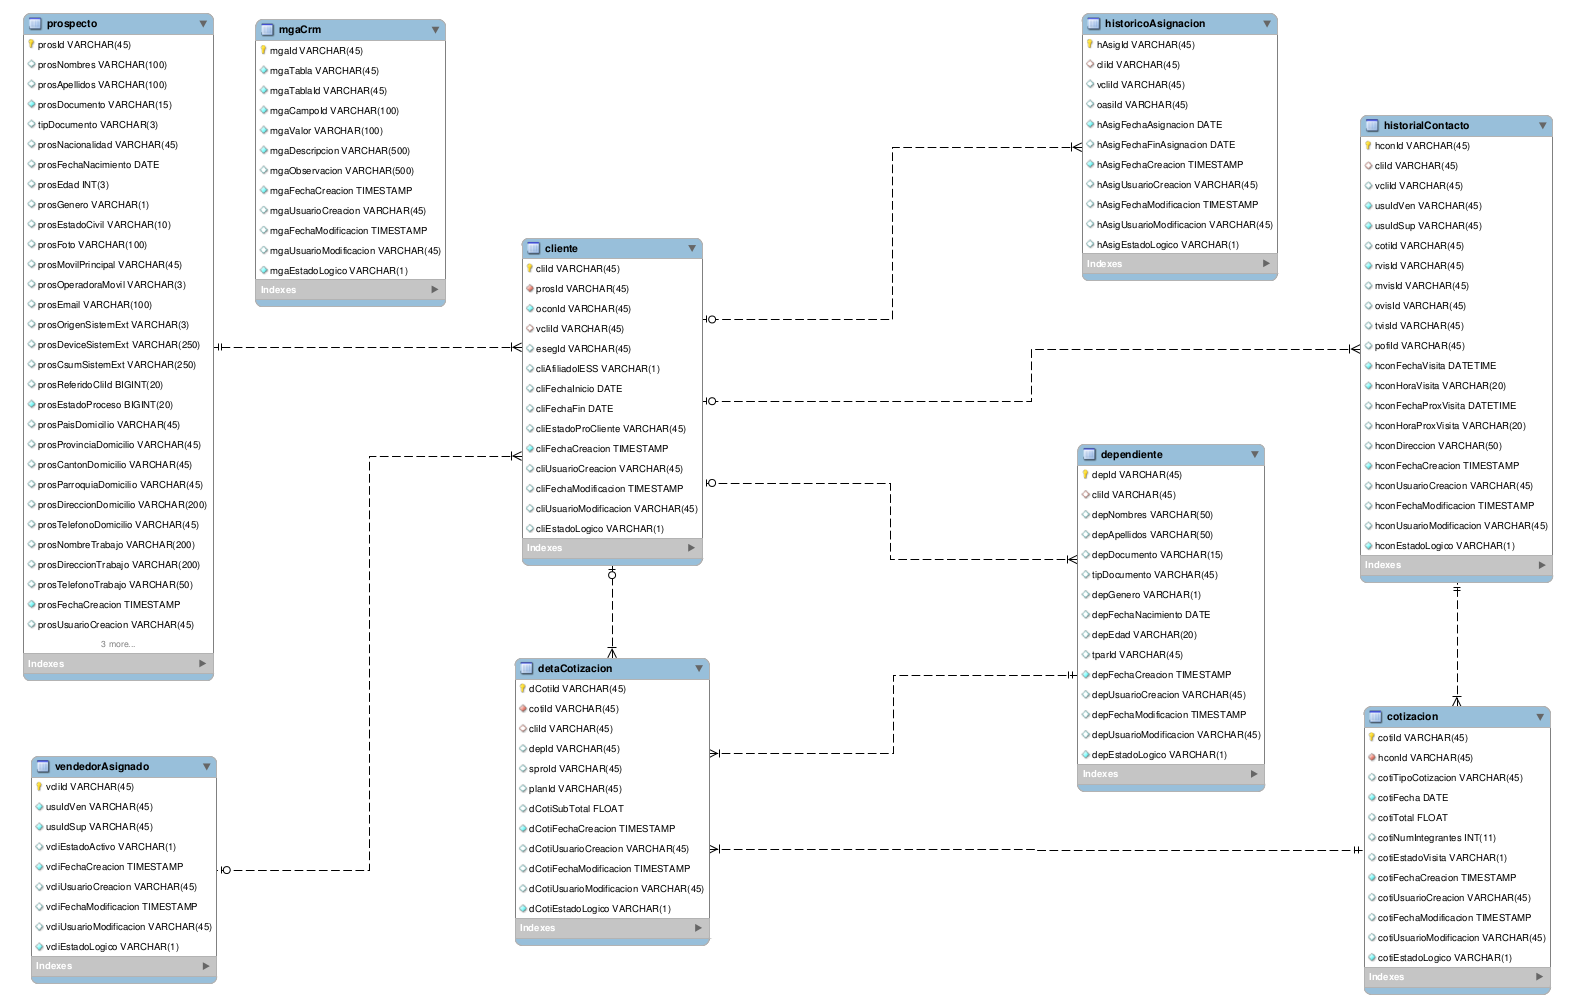 prospecto
prosId VARCHAR(45)
prosNombres VARCHAR(100)
prosApellidos VARCHAR(100)
prosDocumento VARCHAR(15)
tipDocumento VARCHAR(3)
prosNacionalidad VARCHAR(45)
prosFechaNacimiento DATE
prosEdad INT(3)
prosGenero VARCHAR(1)
prosEstadoCivil VARCHAR(10)
prosFoto VARCHAR(100)
prosMovilPrincipal VARCHAR(45)
prosOperadoraMovil VARCHAR(3)
prosEmail VARCHAR(100)
prosOrigenSistemExt VARCHAR(3)
prosDeviceSistemExt VARCHAR(250)
prosCsumSistemExt VARCHAR(250)
prosReferidoCliId BIGINT(20)
prosEstadoProceso BIGINT(20)
prosPaisDomicilio VARCHAR(45)
prosProvinciaDomicilio VARCHAR(45)
prosCantonDomicilio VARCHAR(45)
prosParroquiaDomicilio VARCHAR(45)
prosDireccionDomicilio VARCHAR(200)
prosTelefonoDomicilio VARCHAR(45)
prosNombreTrabajo VARCHAR(200)
prosDireccionTrabajo VARCHAR(200)
prosTelefonoTrabajo VARCHAR(50)
prosFechaCreacion TIMESTAMP
prosUsuarioCreacion VARCHAR(45)
3 more...
Indexes
mgaCrm
mgaId VARCHAR(45)
mgaTabla VARCHAR(45)
mgaTablaId VARCHAR(45)
mgaCampoId VARCHAR(100)
mgaValor VARCHAR(100)
mgaDescripcion VARCHAR(500)
mgaObservacion VARCHAR(500)
mgaFechaCreacion TIMESTAMP
mgaUsuarioCreacion VARCHAR(45)
mgaFechaModificacion TIMESTAMP
mgaUsuarioModificacion VARCHAR(45)
mgaEstadoLogico VARCHAR(1)
Indexes
cliente
cliId VARCHAR(45)
prosId VARCHAR(45)
oconId VARCHAR(45)
vcliId VARCHAR(45)
esegId VARCHAR(45)
cliAfiliadoIESS VARCHAR(1)
cliFechaInicio DATE
cliFechaFin DATE
cliEstadoProCliente VARCHAR(45)
cliFechaCreacion TIMESTAMP
cliUsuarioCreacion VARCHAR(45)
cliFechaModificacion TIMESTAMP
cliUsuarioModificacion VARCHAR(45)
cliEstadoLogico VARCHAR(1)
Indexes
historicoAsignacion
hAsigId VARCHAR(45)
cliId VARCHAR(45)
vcliId VARCHAR(45)
oasiId VARCHAR(45)
hAsigFechaAsignacion DATE
hAsigFechaFinAsignacion DATE
hAsigFechaCreacion TIMESTAMP
hAsigUsuarioCreacion VARCHAR(45)
hAsigFechaModificacion TIMESTAMP
hAsigUsuarioModificacion VARCHAR(45)
hAsigEstadoLogico VARCHAR(1)
Indexes
historialContacto
hconId VARCHAR(45)
cliId VARCHAR(45)
vcliId VARCHAR(45)
usuIdVen VARCHAR(45)
usuIdSup VARCHAR(45)
cotiId VARCHAR(45)
rvisId VARCHAR(45)
mvisId VARCHAR(45)
ovisId VARCHAR(45)
tvisId VARCHAR(45)
pofiId VARCHAR(45)
hconFechaVisita DATETIME
hconHoraVisita VARCHAR(20)
hconFechaProxVisita DATETIME
hconHoraProxVisita VARCHAR(20)
hconDireccion VARCHAR(50)
hconFechaCreacion TIMESTAMP
hconUsuarioCreacion VARCHAR(45)
hconFechaModificacion TIMESTAMP
hconUsuarioModificacion VARCHAR(45)
hconEstadoLogico VARCHAR(1)
Indexes
dependiente
depId VARCHAR(45)
cliId VARCHAR(45)
depNombres VARCHAR(50)
depApellidos VARCHAR(50)
depDocumento VARCHAR(15)
tipDocumento VARCHAR(45)
depGenero VARCHAR(1)
depFechaNacimiento DATE
depEdad VARCHAR(20)
tparId VARCHAR(45)
depFechaCreacion TIMESTAMP
depUsuarioCreacion VARCHAR(45)
depFechaModificacion TIMESTAMP
depUsuarioModificacion VARCHAR(45)
depEstadoLogico VARCHAR(1)
Indexes
detaCotizacion
dCotiId VARCHAR(45)
cotiId VARCHAR(45)
cliId VARCHAR(45)
depId VARCHAR(45)
sproId VARCHAR(45)
planId VARCHAR(45)
dCotiSubTotal FLOAT
dCotiFechaCreacion TIMESTAMP
dCotiUsuarioCreacion VARCHAR(45)
dCotiFechaModificacion TIMESTAMP
dCotiUsuarioModificacion VARCHAR(45)
dCotiEstadoLogico VARCHAR(1)
Indexes
vendedorAsignado
vcliId VARCHAR(45)
usuIdVen VARCHAR(45)
usuIdSup VARCHAR(45)
vcliEstadoActivo VARCHAR(1)
vcliFechaCreacion TIMESTAMP
vcliUsuarioCreacion VARCHAR(45)
vcliFechaModificacion TIMESTAMP
vcliUsuarioModificacion VARCHAR(45)
vcliEstadoLogico VARCHAR(1)
Indexes
cotizacion
cotiId VARCHAR(45)
hconId VARCHAR(45)
cotiTipoCotizacion VARCHAR(45)
cotiFecha DATE
cotiTotal FLOAT
cotiNumIntegrantes INT(11)
cotiEstadoVisita VARCHAR(1)
cotiFechaCreacion TIMESTAMP
cotiUsuarioCreacion VARCHAR(45)
cotiFechaModificacion TIMESTAMP
cotiUsuarioModificacion VARCHAR(45)
cotiEstadoLogico VARCHAR(1)
Indexes